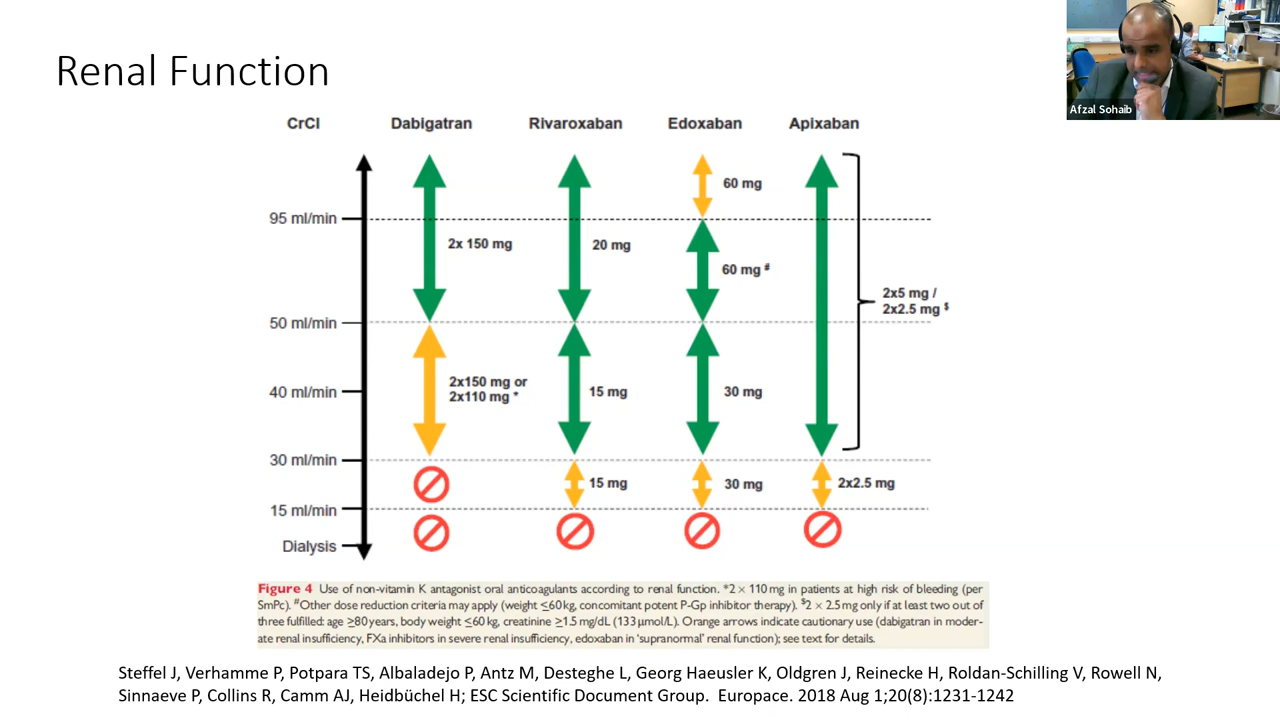 Renal Function
Afzal Sohaib
CrCl Dabigatran Rivaroxaban Edoxaban Apixaban
60 mg
95 ml/min
2x 150 mg 20 mg
60 mg #
2x5 mg /
2x2.5 mg $
50 ml/min
2x150 mg or
2x110 mg *
40 ml/min 15 mg 30 mg
30 ml/min
15 mg 30 mg 2x2.5 mg
15 ml/min
Dialysis
Figure 4 Use of non-vitamin K antagonist oral anticoagulants according to renal function. *2 × 110 mg in patients at high risk of bleeding (per
SmPc). #Other dose reduction criteria may apply (weight ≤60 kg, concomitant potent P-Gp inhibitor therapy). $2 × 2.5 mg only if at least two out of
three fulfilled: age ≥80 years, body weight ≤60 kg, creatinine ≥1.5 mg/dL (133 µmol/L). Orange arrows indicate cautionary use (dabigatran in moder-
ate renal insufficiency, FXa inhibitors in severe renal insufficiency, edoxaban in 'supranormal' renal function); see text for details.
Steffel J, Verhamme P, Potpara TS, Albaladejo P, Antz M, Desteghe L, Georg Haeusler K, Oldgren J, Reinecke H, Roldan-Schilling V, Rowell N,
Sinnaeve P, Collins R, Camm AJ, Heidbüchel H; ESC Scientific Document Group.  Europace. 2018 Aug 1;20(8):1231-1242